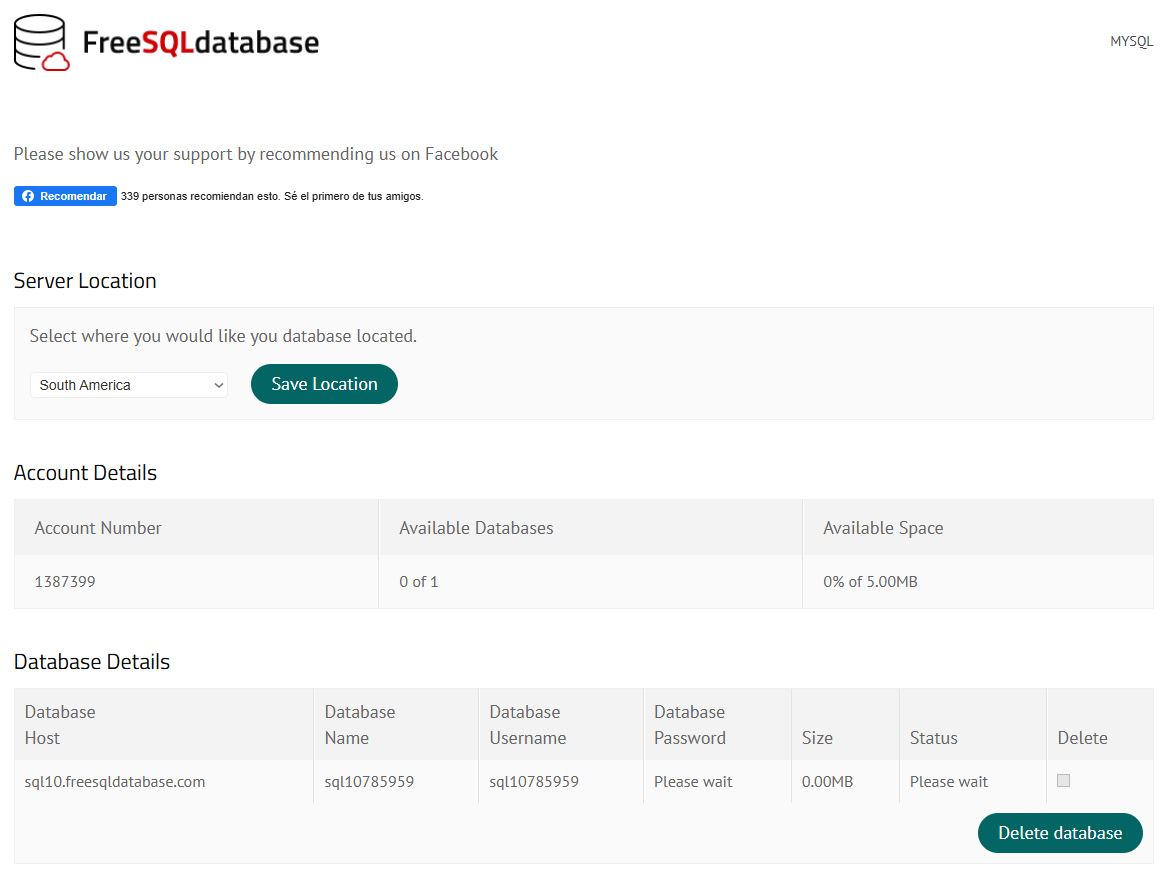 FreeSQLdatabase
MYSQL
Please show us your support by recommending us on Facebook
Recomendar 339 personas recomiendan esto. Sé el primero de tus amigos.
Server Location
Select where you would like you database located.
South America
Save Location
Account Details
Account Number Available Databases Available Space
1387399 0 of 1 0% of 5.00MB
Database Details
Database Host Database Name Database Username Database Password Size Status Delete
sql10.freesqldatabase.com sql10785959 sql10785959 Please wait 0.00MB Please wait
Delete database